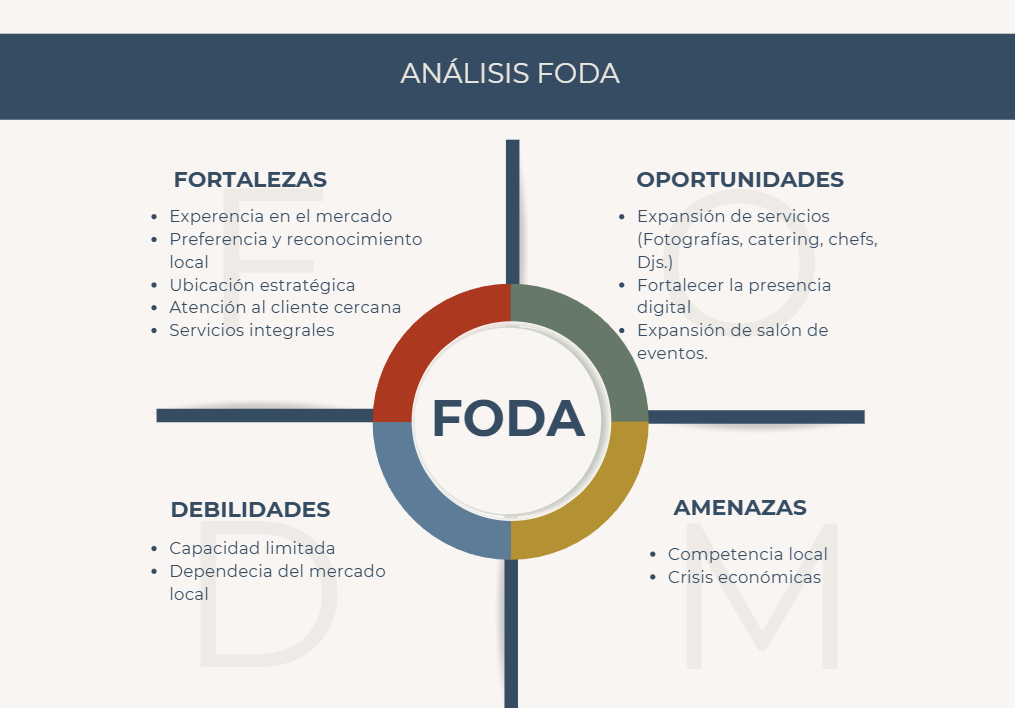 ANÁLISIS FODA
FORTALEZAS
• Experencia en el mercado
• Preferencia y reconocimiento
local
• Ubicación estratégica
• Atención al cliente cercana
• Servicios integrales
F
OPORTUNIDADES
• Expansión de servicios
(Fotografías, catering, chefs,
Djs.)
• Fortalecer la presencia
digital
• Expansión de salón de
eventos.
O
FODA
DEBILIDADES
• Capacidad limitada
• Dependecia del mercado
local
D
AMENAZAS
• Competencia local
• Crisis económicas
M